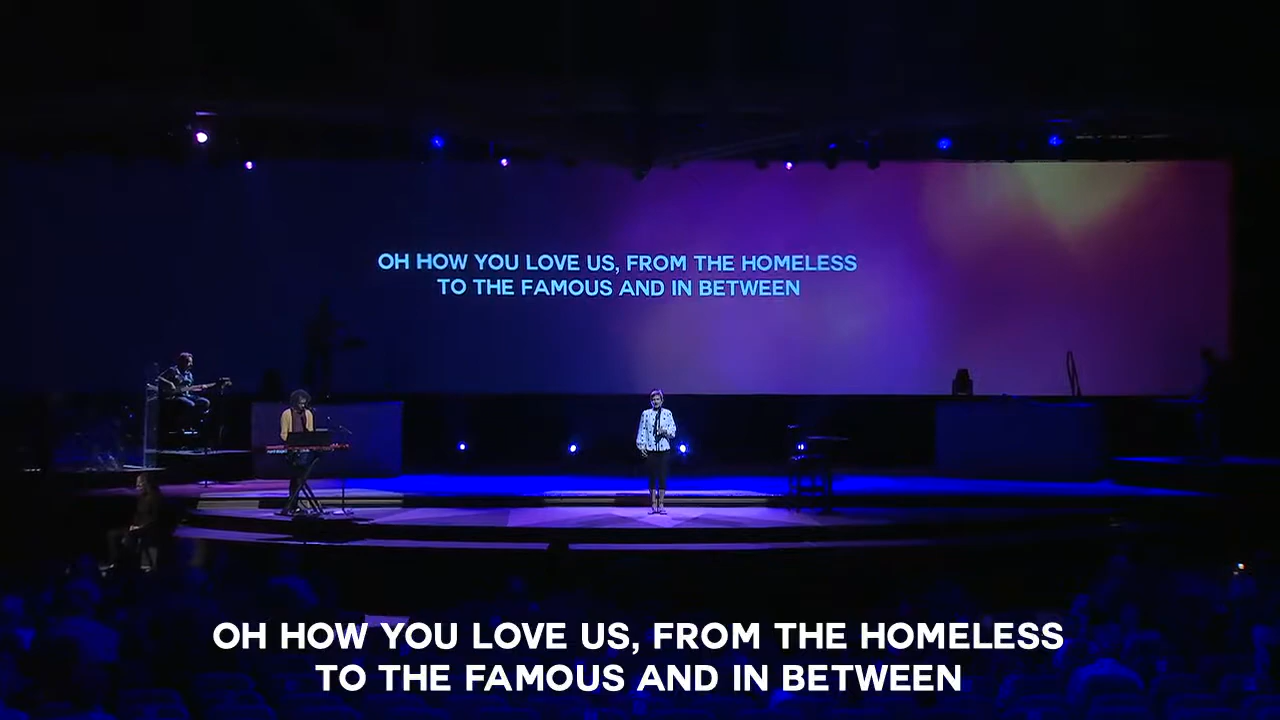 OH HOW YOU LOVE US, FROM THE HOMELESS
TO THE FAMOUS AND IN BETWEEN
OH HOW YOU LOVE US, FROM THE HOMELESS
TO THE FAMOUS AND IN BETWEEN